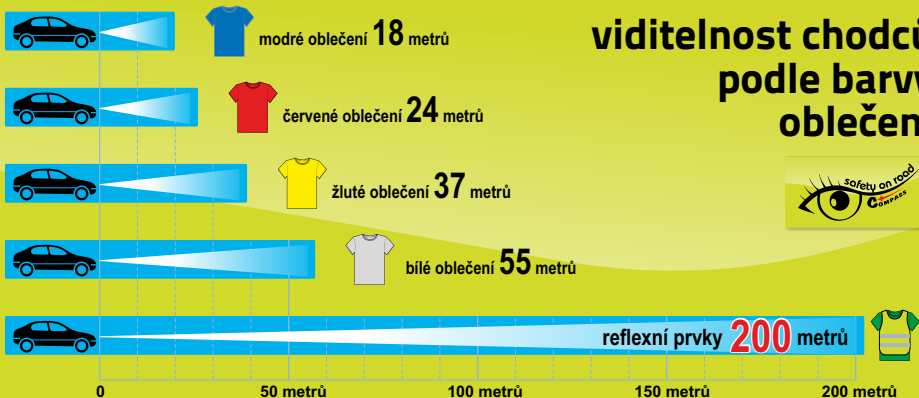 viditelnost chodců
podle barvy
oblečení
modré oblečení 18 metrů
červené oblečení 24 metrů
žluté oblečení 37 metrů
bílé oblečení 55 metrů
reflexní prvky 200 metrů
safety on road
COMPASS
0 50 metrů 100 metrů 150 metrů 200 metrů